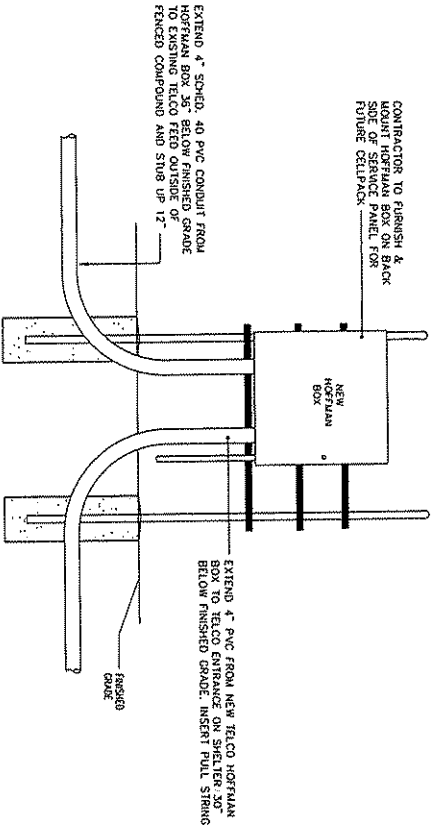 CONTRACTOR TO FURNISH &
MOUNT HOFFMAN BOX ON BACK
SIDE OF SERVICE PANEL FOR
FUTURE CELLPACK
NEW
HOFFMAN
BOX
EXTEND 4" SCHED. 40 PVC CONDUIT FROM
HOFFMAN BOX 36" BELOW FINISHED GRADE
TO EXISTING TELCO FEED OUTSIDE OF
FENCED COMPOUND AND STUB UP 12"
EXTEND 4" PVC FROM NEW TELCO HOFFMAN
BOX TO TELCO ENTRANCE ON SHELTER 30"
BELOW FINISHED GRADE. INSERT PULL STRING
FINISHED
GRADE